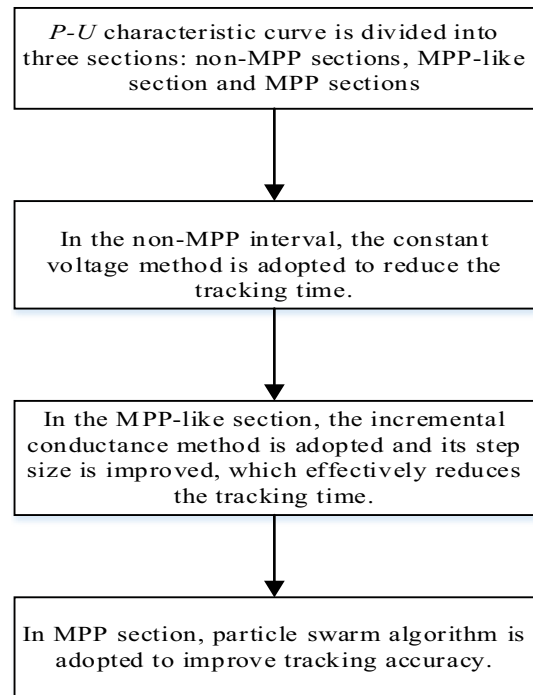 P-U characteristic curve is divided into
three sections: non-MPP sections, MPP-like
section and MPP sections
In the non-MPP interval, the constant
voltage method is adopted to reduce the
tracking time.
In the MPP-like section, the incremental
conductance method is adopted and its step
size is improved, which effectively reduces
the tracking time.
In MPP section, particle swarm algorithm is
adopted to improve tracking accuracy.